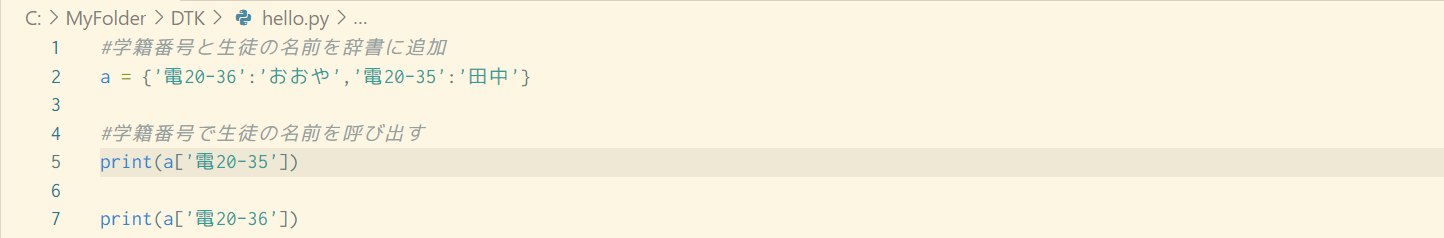 C: > MyFolder > DTK > hello.py > ...
1 #学籍番号と生徒の名前を辞書に追加
2 a = {'電20-36':'おおや','電20-35':'田中'}
3
4 #学籍番号で生徒の名前を呼び出す
5 print(a['電20-35'])
6
7 print(a['電20-36'])